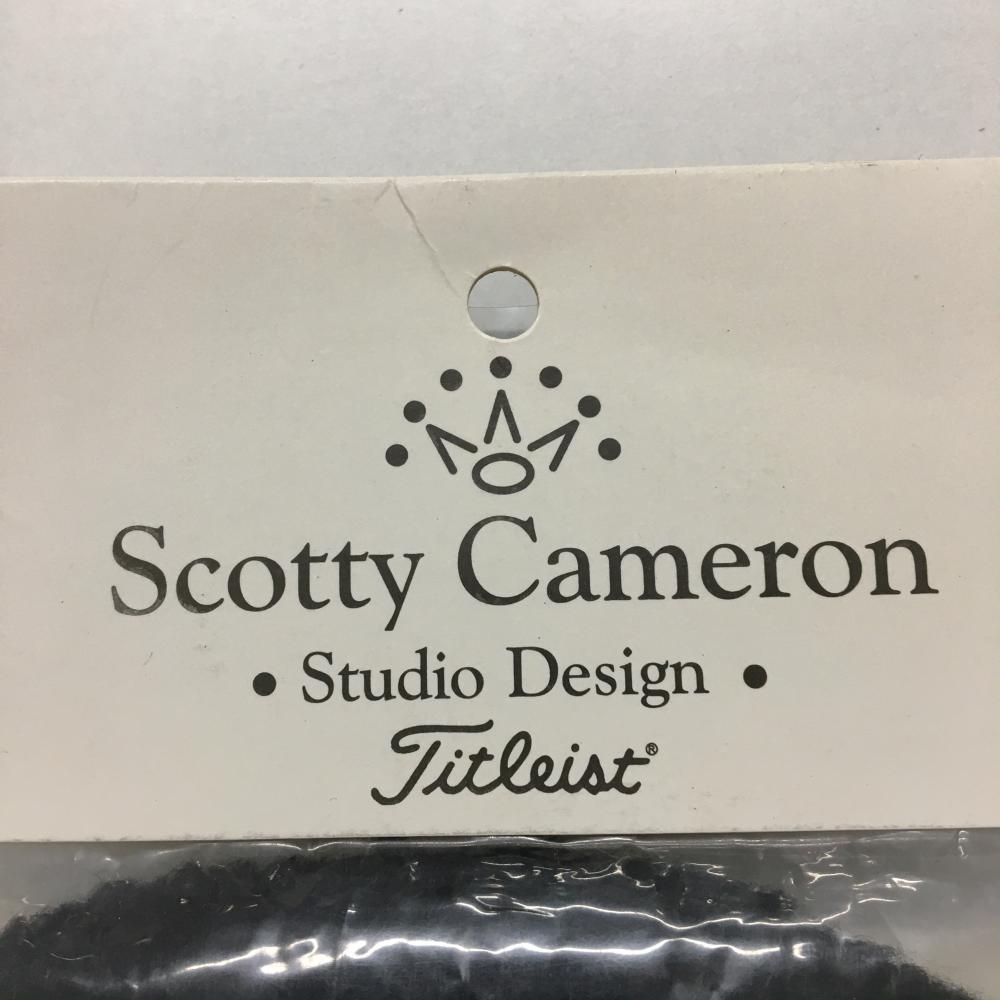 Scotty Cameron
• Studio Design •
Titleist®